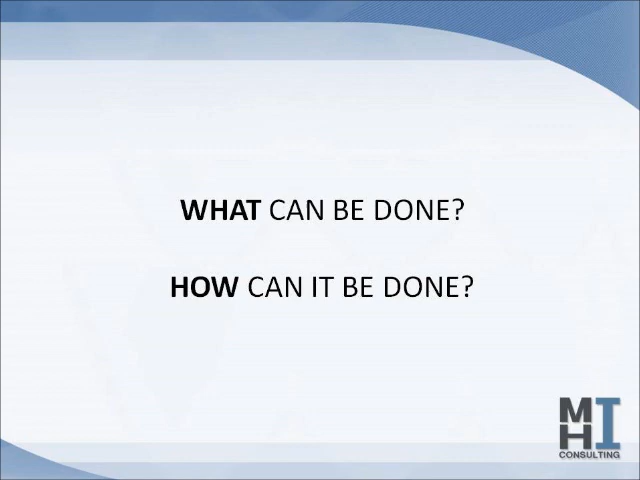 WHAT CAN BE DONE?
HOW CAN IT BE DONE?
MHI
CONSULTING